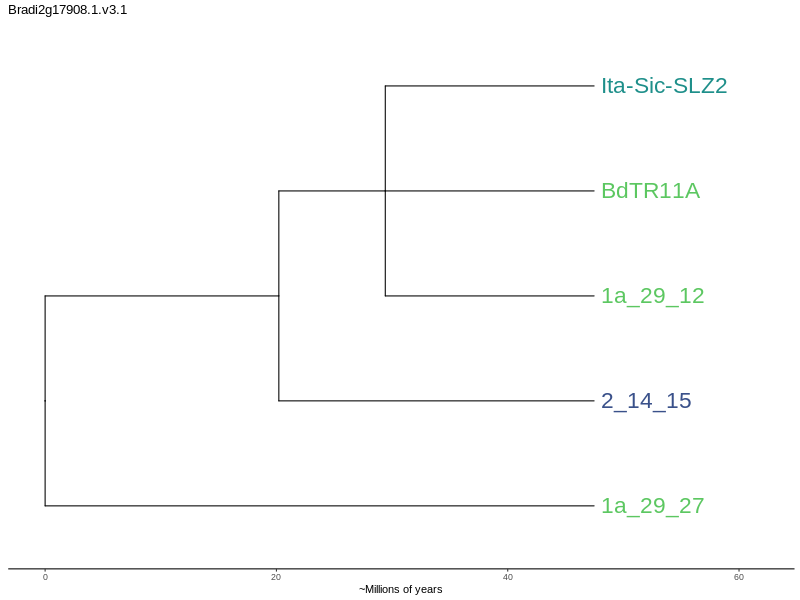 Bradi2g17908.1.v3.1
Ita-Sic-SLZ2
BdTR11A
1a_29_12
2_14_15
1a_29_27
0 20 40 60
~Millions of years